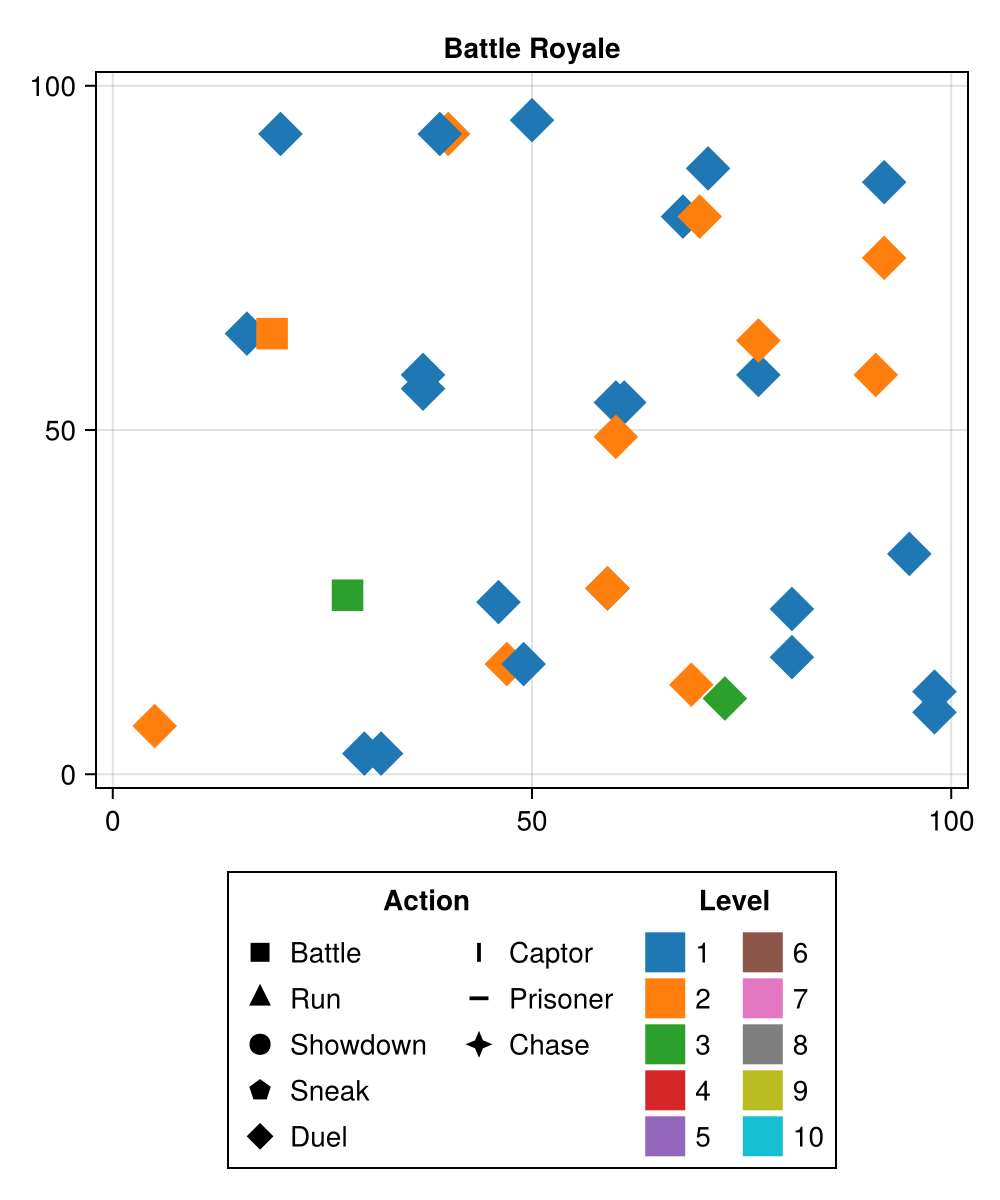 Battle Royale
100
50
0
0 50 100
Action Level
Battle Captor 1 6
Run Prisoner 2 7
Showdown Chase 3 8
Sneak 4 9
Duel 5 10